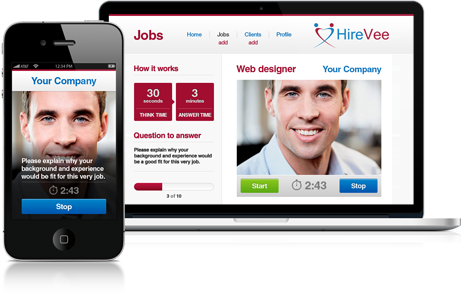 AT&T
12:34 PM
Your Company
Please explain why your
background and experience
would be fit for this very job.
2:43
Stop
Jobs
Home
Jobs
add
Clients
add
Profile
HireVee
How it works
30
seconds
THINK TIME
3
minutes
ANSWER TIME
Question to answer
Please explain why your
background and experience would
be a good fit for this very job.
3 of 10
Web designer
Your Company
Start
2:43
Stop